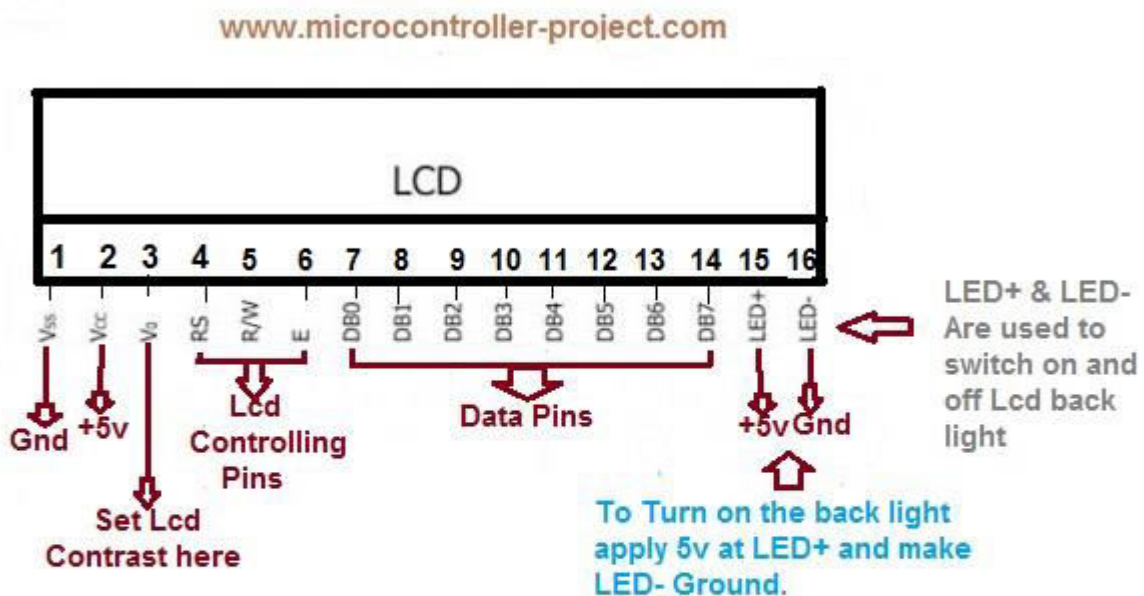 www.microcontroller-project.com
LCD
1 2 3 4 5 6 7 8 9 10 11 12 13 14 15 16
Vss Vcc V₀ RS R/W E DB0 DB1 DB2 DB3 DB4 DB5 DB6 DB7 LED+ LED-
Gnd
+5v
Set Lcd
Contrast here
Lcd
Controlling
Pins
Data Pins
+5v Gnd
LED+ & LED-
Are used to
switch on and
off Lcd back
light
To Turn on the back light
apply 5v at LED+ and make
LED- Ground.